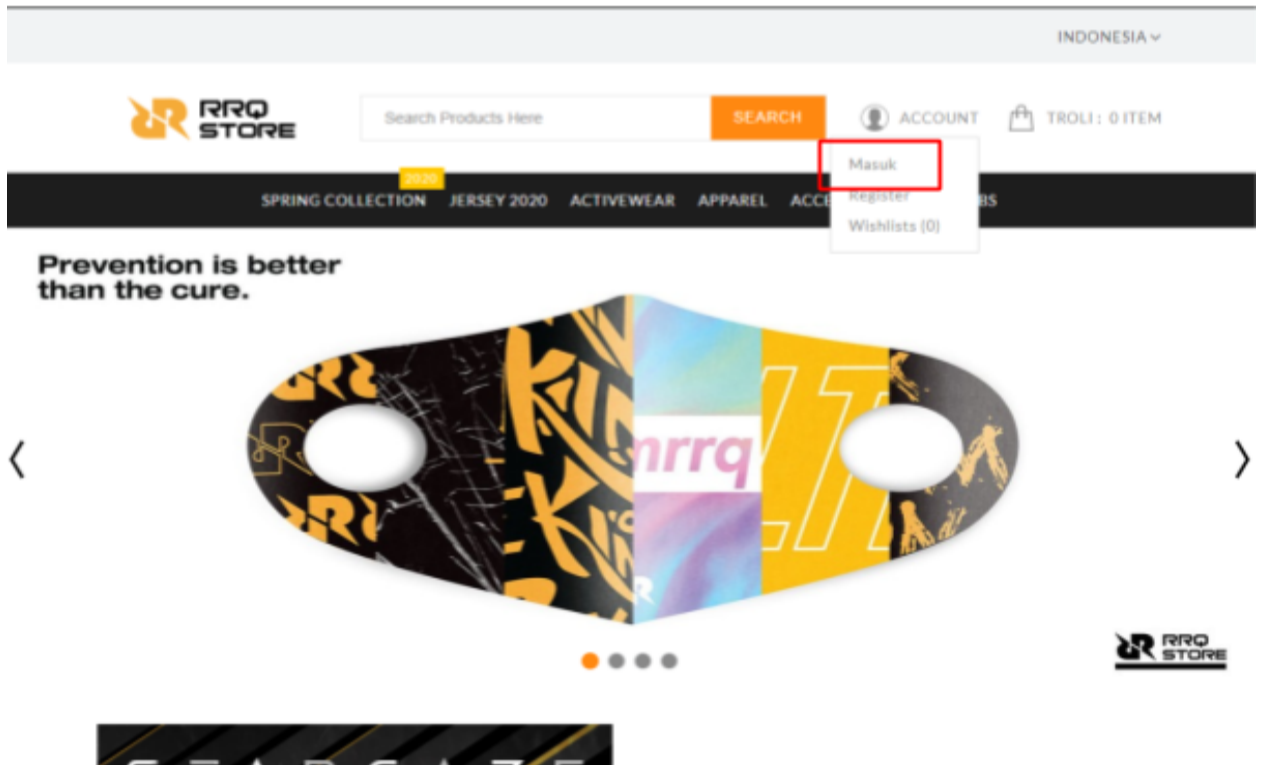 INDONESIA
RRQ
STORE
Search Products Here
SEARCH
ACCOUNT
TROLI : 0 ITEM
Masuk
Register
Wishlists (0)
2020
SPRING COLLECTION JERSEY 2020 ACTIVEWEAR APPAREL
Prevention is better
than the cure.
mrrq
RRQ
STORE